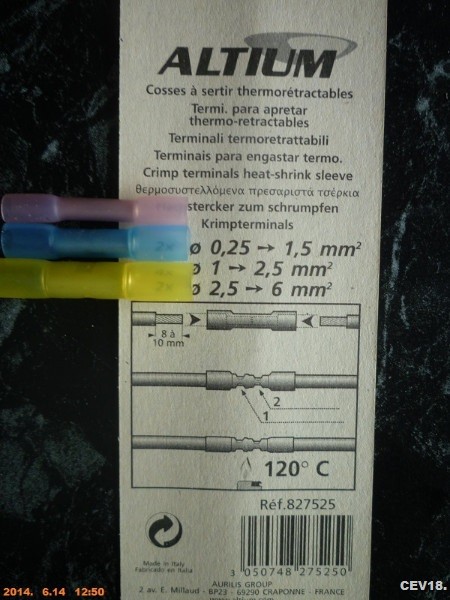 ALTIUM
Cosses à sertir thermorétractables
Termi. para apretar
thermo-retractables
Terminali termoretrattabili
Terminais para engastar termo.
Crimp terminals heat-shrink sleeve
θερμοσυστελλόμενα πρεσαριστά τσέρκια
stecker zum schrumpfen
Krimpterminals
ø 0,25 → 1,5 mm²
ø 1 → 2,5 mm²
ø 2,5 → 6 mm²
8 à
10 mm
2
1
120° C
Réf.827525
Made in Italy
Fabricado en Italia
3 050748 275250
AURILIS GROUP
2 av. E. Millaud - BP23 - 69290 CRAPONNE - FRANCE
2014. 6.14 12:50
CEV18.